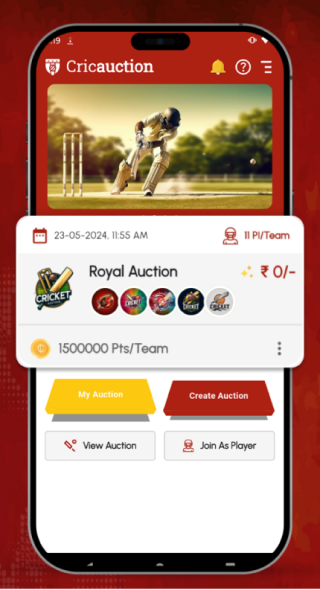 :19
Cricauction
23-05-2024, 11:55 AM
11 Pl/Team
Royal Auction
₹ 0/-
CRICKET
1500000 Pts/Team
My Auction
Create Auction
View Auction
Join As Player